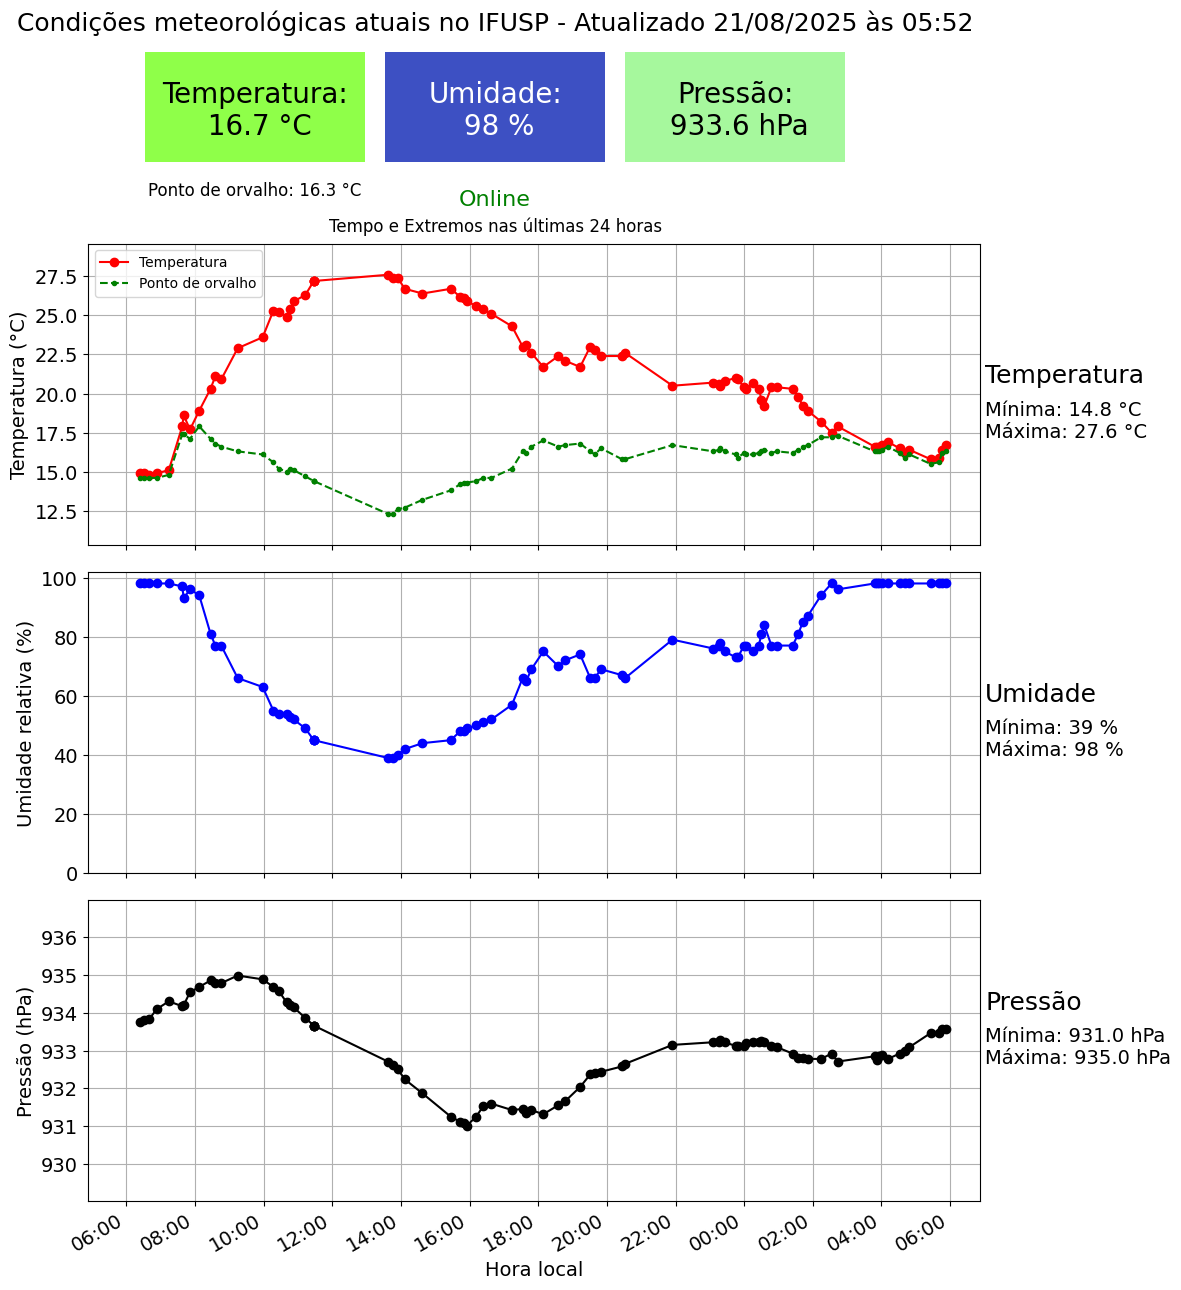 Condições meteorológicas atuais no IFUSP - Atualizado 21/08/2025 às 05:52
Temperatura:
16.7 °C
Umidade:
98 %
Pressão:
933.6 hPa
Ponto de orvalho: 16.3 °C
Online
Tempo e Extremos nas últimas 24 horas
Temperatura
Ponto de orvalho
Temperatura (°C)
27.5
25.0
22.5
20.0
17.5
15.0
12.5
Temperatura
Mínima: 14.8 °C
Máxima: 27.6 °C
Umidade relativa (%)
100
80
60
40
20
0
Umidade
Mínima: 39 %
Máxima: 98 %
Pressão (hPa)
936
935
934
933
932
931
930
Pressão
Mínima: 931.0 hPa
Máxima: 935.0 hPa
06:00 08:00 10:00 12:00 14:00 16:00 18:00 20:00 22:00 00:00 02:00 04:00 06:00
Hora local